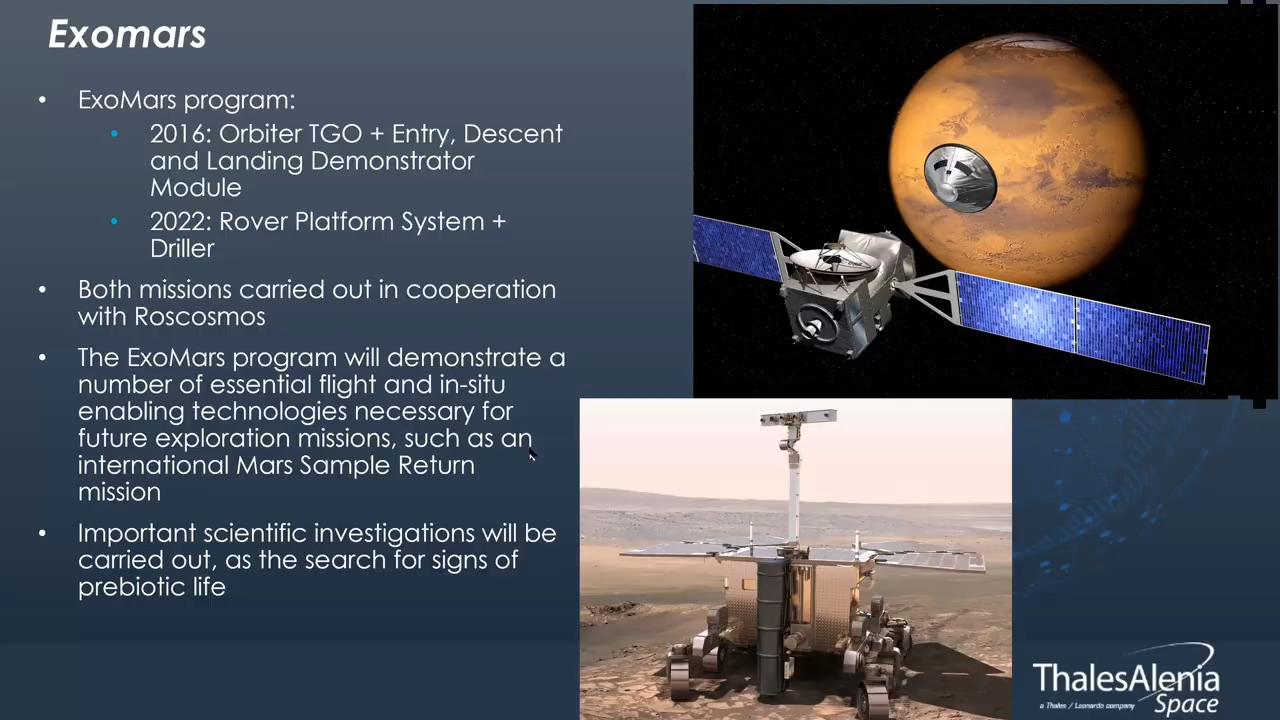 Exomars
• ExoMars program:
• 2016: Orbiter TGO + Entry, Descent
and Landing Demonstrator
Module
• 2022: Rover Platform System +
Driller
• Both missions carried out in cooperation
with Roscosmos
• The ExoMars program will demonstrate a
number of essential flight and in-situ
enabling technologies necessary for
future exploration missions, such as an
international Mars Sample Return
mission
• Important scientific investigations will be
carried out, as the search for signs of
prebiotic life
ThalesAlenia
a Thales / Leonardo company
Space